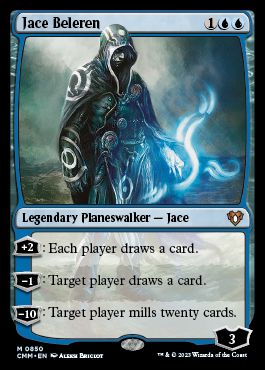 Jace Beleren 1
Legendary Planeswalker — Jace
+2 : Each player draws a card.
−1 : Target player draws a card.
−10 : Target player mills twenty cards.
3
M 0850
CMM • EN ALEKSI BRICLOT
™ & © 2023 Wizards of the Coast